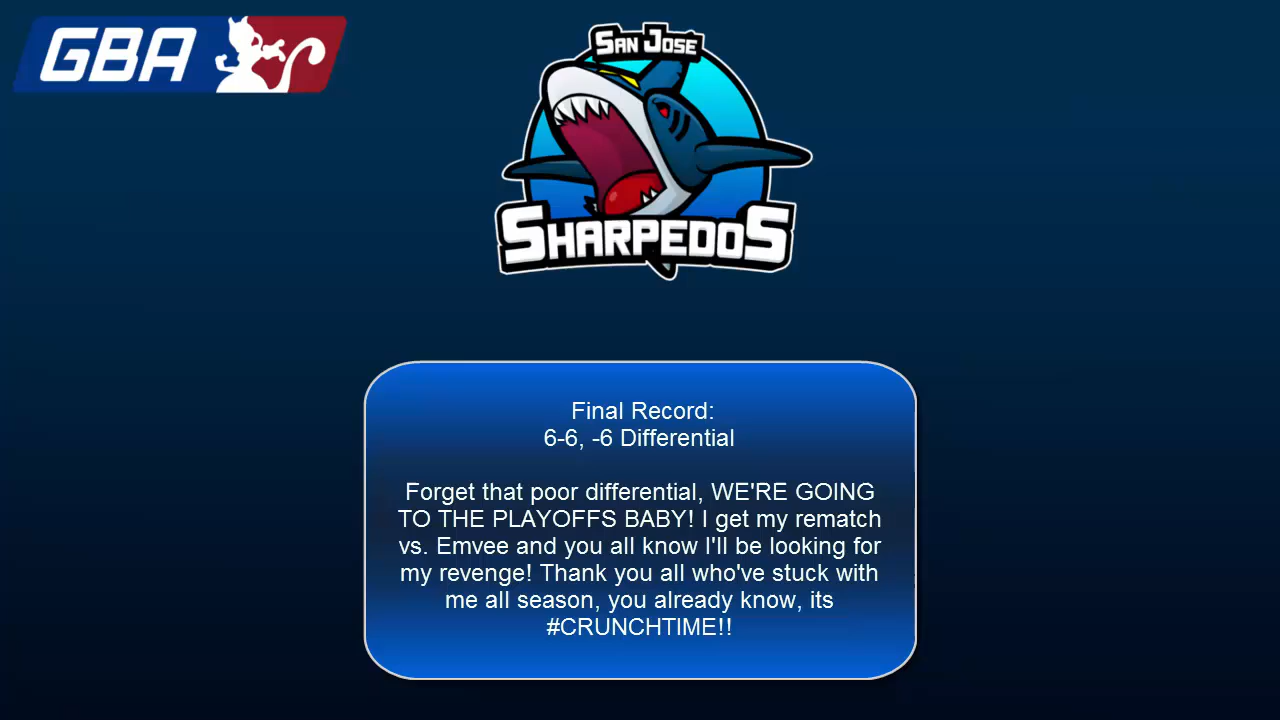 GBA
SAN JOSE
SHARPEDOS
Final Record:
6-6, -6 Differential
Forget that poor differential, WE'RE GOING
TO THE PLAYOFFS BABY! I get my rematch
vs. Emvee and you all know I'll be looking for
my revenge! Thank you all who've stuck with
me all season, you already know, its
#CRUNCHTIME!!